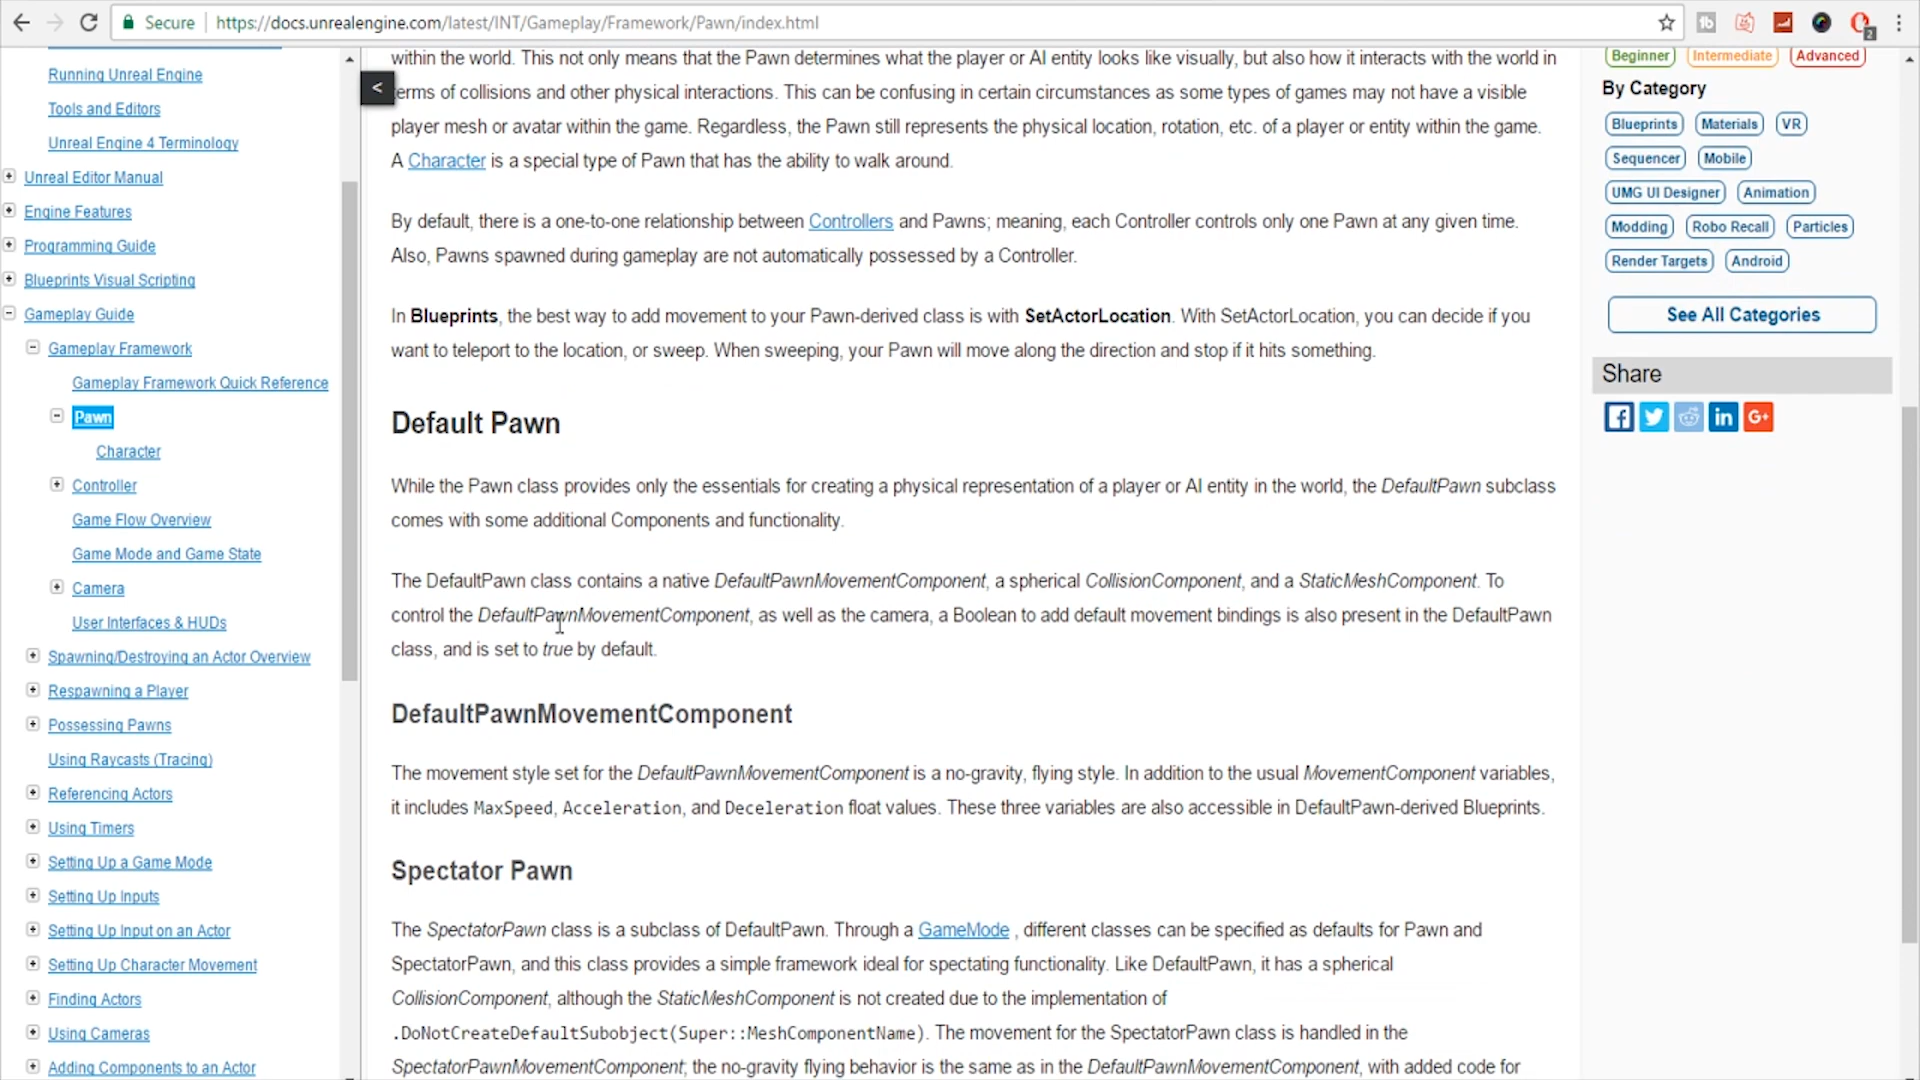 Secure https://docs.unrealengine.com/latest/INT/Gameplay/Framework/Pawn/index.html
2
Running Unreal Engine
Tools and Editors
Unreal Engine 4 Terminology
Unreal Editor Manual
Engine Features
Programming Guide
Blueprints Visual Scripting
Gameplay Guide
Gameplay Framework
Gameplay Framework Quick Reference
Pawn
Character
Controller
Game Flow Overview
Game Mode and Game State
Camera
User Interfaces & HUDs
Spawning/Destroying an Actor Overview
Respawning a Player
Possessing Pawns
Using Raycasts (Tracing)
Referencing Actors
Using Timers
Setting Up a Game Mode
Setting Up Inputs
Setting Up Input on an Actor
Setting Up Character Movement
Finding Actors
Using Cameras
Adding Components to an Actor
<
within the world. This not only means that the Pawn determines what the player or AI entity looks like visually, but also how it interacts with the world in
erms of collisions and other physical interactions. This can be confusing in certain circumstances as some types of games may not have a visible
player mesh or avatar within the game. Regardless, the Pawn still represents the physical location, rotation, etc. of a player or entity within the game.
A Character is a special type of Pawn that has the ability to walk around.
By default, there is a one-to-one relationship between Controllers and Pawns; meaning, each Controller controls only one Pawn at any given time.
Also, Pawns spawned during gameplay are not automatically possessed by a Controller.
In Blueprints, the best way to add movement to your Pawn-derived class is with SetActorLocation. With SetActorLocation, you can decide if you
want to teleport to the location, or sweep. When sweeping, your Pawn will move along the direction and stop if it hits something.
Default Pawn
While the Pawn class provides only the essentials for creating a physical representation of a player or AI entity in the world, the DefaultPawn subclass
comes with some additional Components and functionality.
The DefaultPawn class contains a native DefaultPawnMovementComponent, a spherical CollisionComponent, and a StaticMeshComponent. To
control the DefaultPawnMovementComponent, as well as the camera, a Boolean to add default movement bindings is also present in the DefaultPawn
class, and is set to true by default.
DefaultPawnMovementComponent
The movement style set for the DefaultPawnMovementComponent is a no-gravity, flying style. In addition to the usual MovementComponent variables,
it includes MaxSpeed, Acceleration, and Deceleration float values. These three variables are also accessible in DefaultPawn-derived Blueprints.
Spectator Pawn
The SpectatorPawn class is a subclass of DefaultPawn. Through a GameMode , different classes can be specified as defaults for Pawn and
SpectatorPawn, and this class provides a simple framework ideal for spectating functionality. Like DefaultPawn, it has a spherical
CollisionComponent, although the StaticMeshComponent is not created due to the implementation of
.DoNotCreateDefaultSubobject(Super::MeshComponentName). The movement for the SpectatorPawn class is handled in the
SpectatorPawnMovementComponent; the no-gravity flying behavior is the same as in the DefaultPawnMovementComponent, with added code for
Beginner Intermediate Advanced
By Category
Blueprints Materials VR
Sequencer Mobile
UMG UI Designer Animation
Modding Robo Recall Particles
Render Targets Android
See All Categories
Share
f in G+